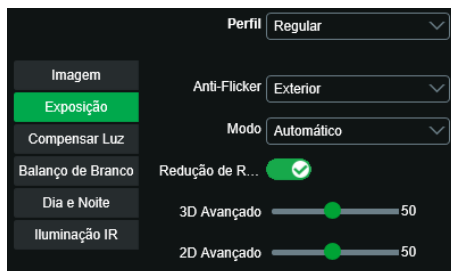 Perfil Regular
Imagem
Exposição
Compensar Luz
Balanço de Branco
Dia e Noite
Iluminação IR
Anti-Flicker Exterior
Modo Automático
Redução de R...
3D Avançado 50
2D Avançado 50